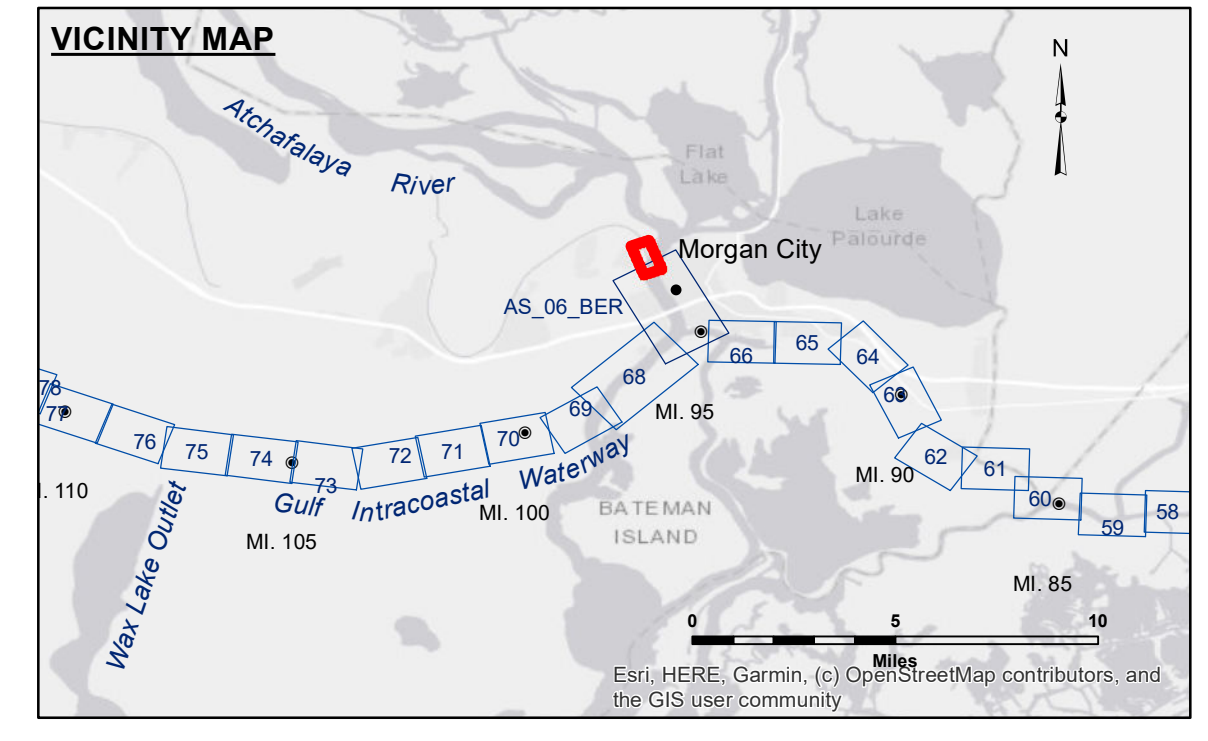 VICINITY MAP
N
Atchafalaya
River
Flat
Lake
Lake
Palourde
Morgan City
AS_06_BER
66
65
64
63
68
MI. 95
69
78
77
76
75
74
73
72
71
70
62
61
60
59
58
MI. 90
Gulf
Intracoastal
Waterway
Wax Lake Outlet
MI. 100
MI. 105
BATEMAN
ISLAND
MI. 85
0
5
10
Miles
Esri, HERE, Garmin, (c) OpenStreetMap contributors, and
the GIS user community